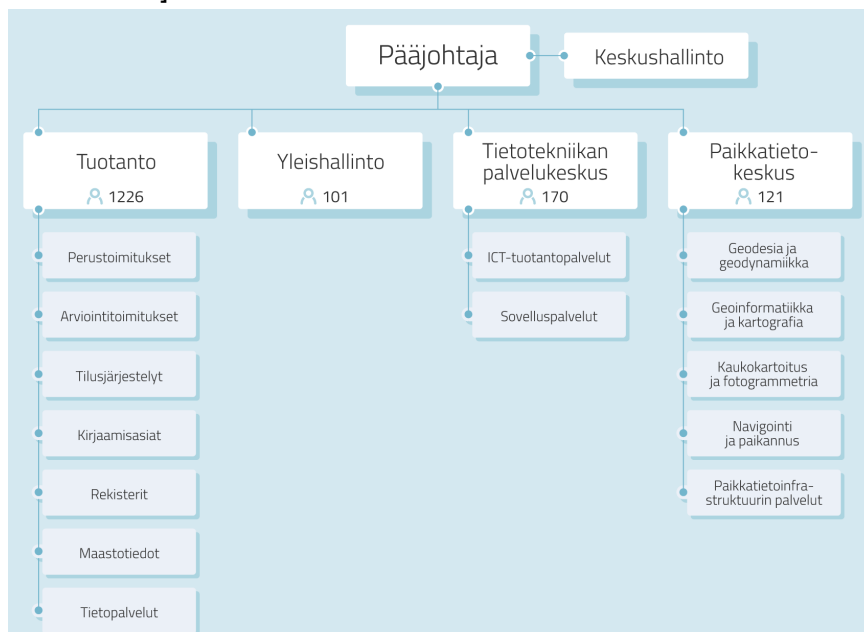 Pääjohtaja
Keskushallinto
Tuotanto
1226
Yleishallinto
101
Tietotekniikan
palvelukeskus
170
Paikkatieto-
keskus
121
Perustoimitukset
Arviointitoimitukset
Tilusjärjestelyt
Kirjaamisasiat
Rekisterit
Maastotiedot
Tietopalvelut
ICT-tuotantopalvelut
Sovelluspalvelut
Geodesia ja
geodynamiikka
Geoinformatiikka
ja kartografia
Kaukokartoitus
ja fotogrammetria
Navigointi
ja paikannus
Paikkatietoinfra-
struktuurin palvelut